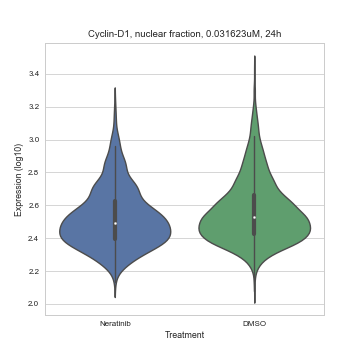 Cyclin-D1, nuclear fraction, 0.031623uM, 24h
3.4
3.2
3.0
2.8
2.6
2.4
2.2
2.0
Expression (log10)
Neratinib
DMSO
Treatment